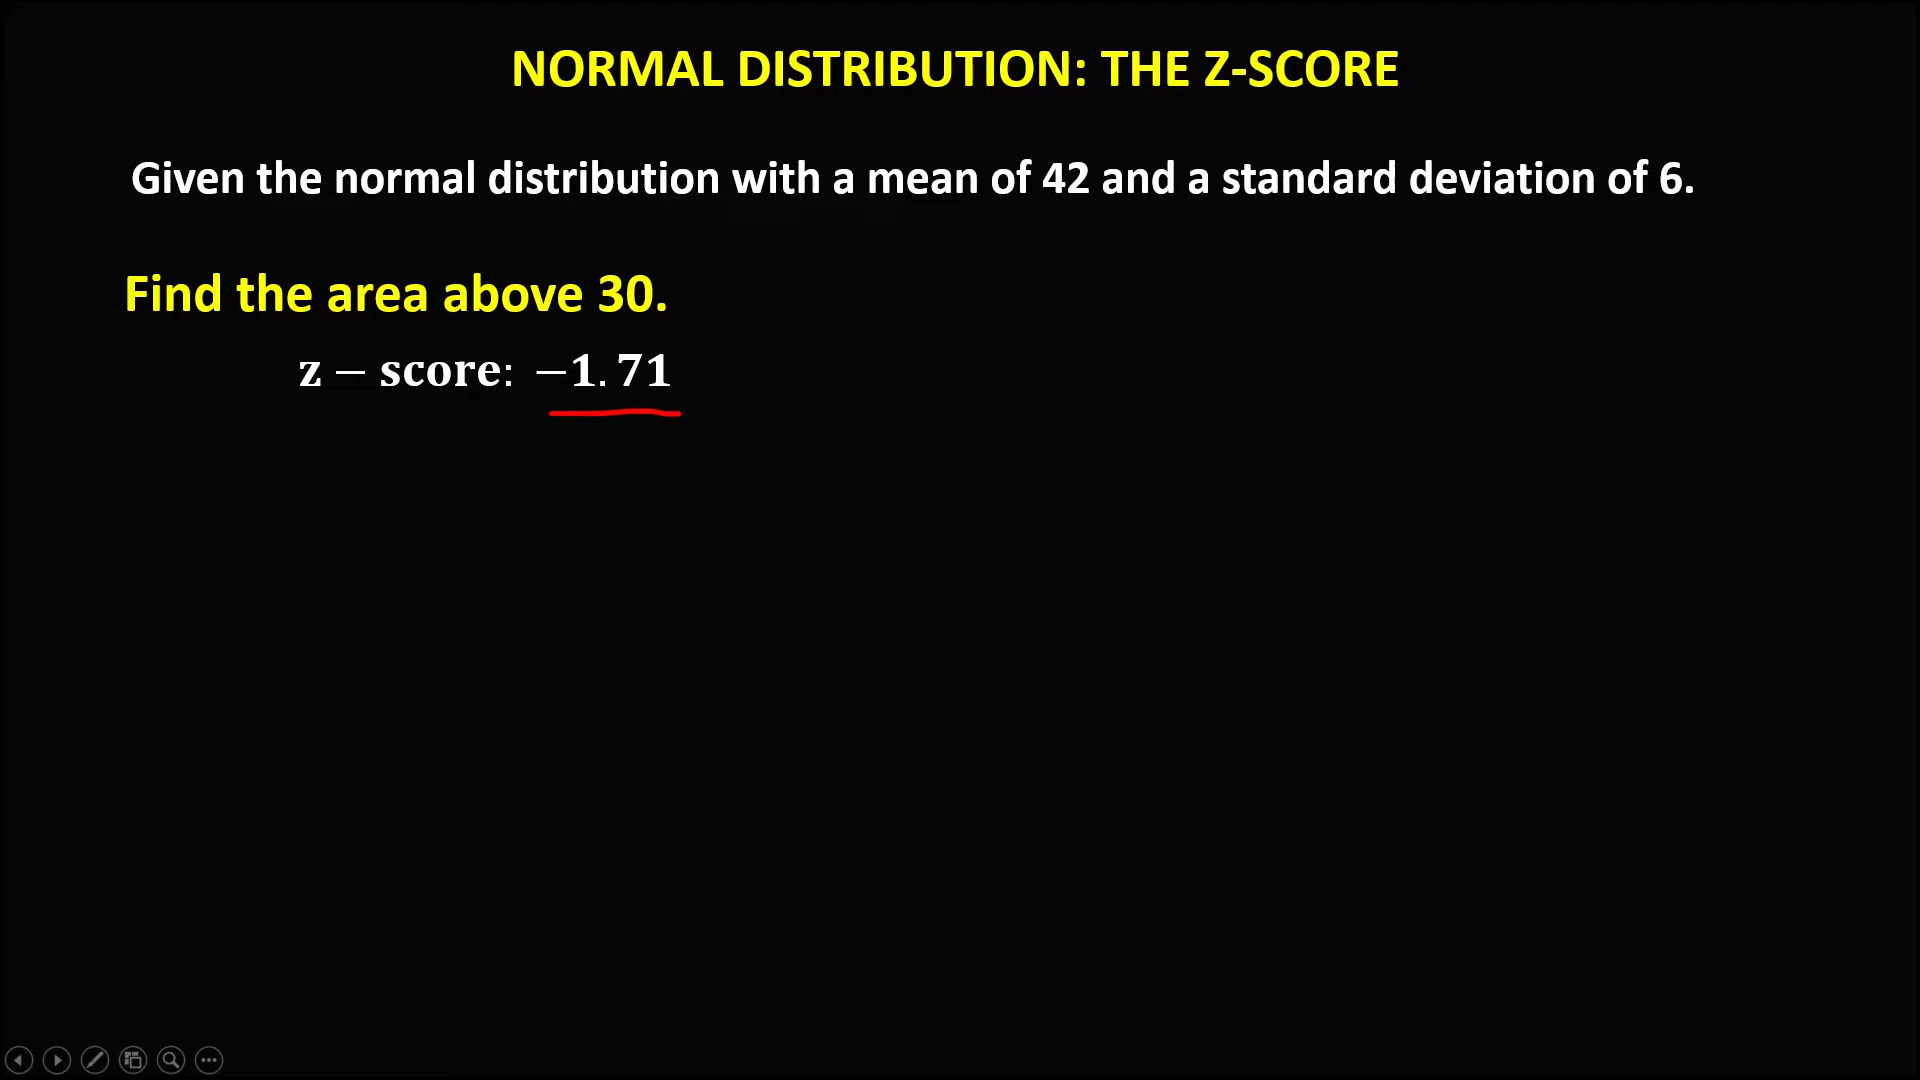 NORMAL DISTRIBUTION: THE Z-SCORE
Given the normal distribution with a mean of 42 and a standard deviation of 6.
Find the area above 30.
z − score: −1. 71